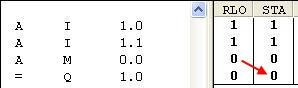 RLO STA
A I 1.0 1 1
A I 1.1 1 1
A M 0.0 0 0
= Q 1.0 0 0